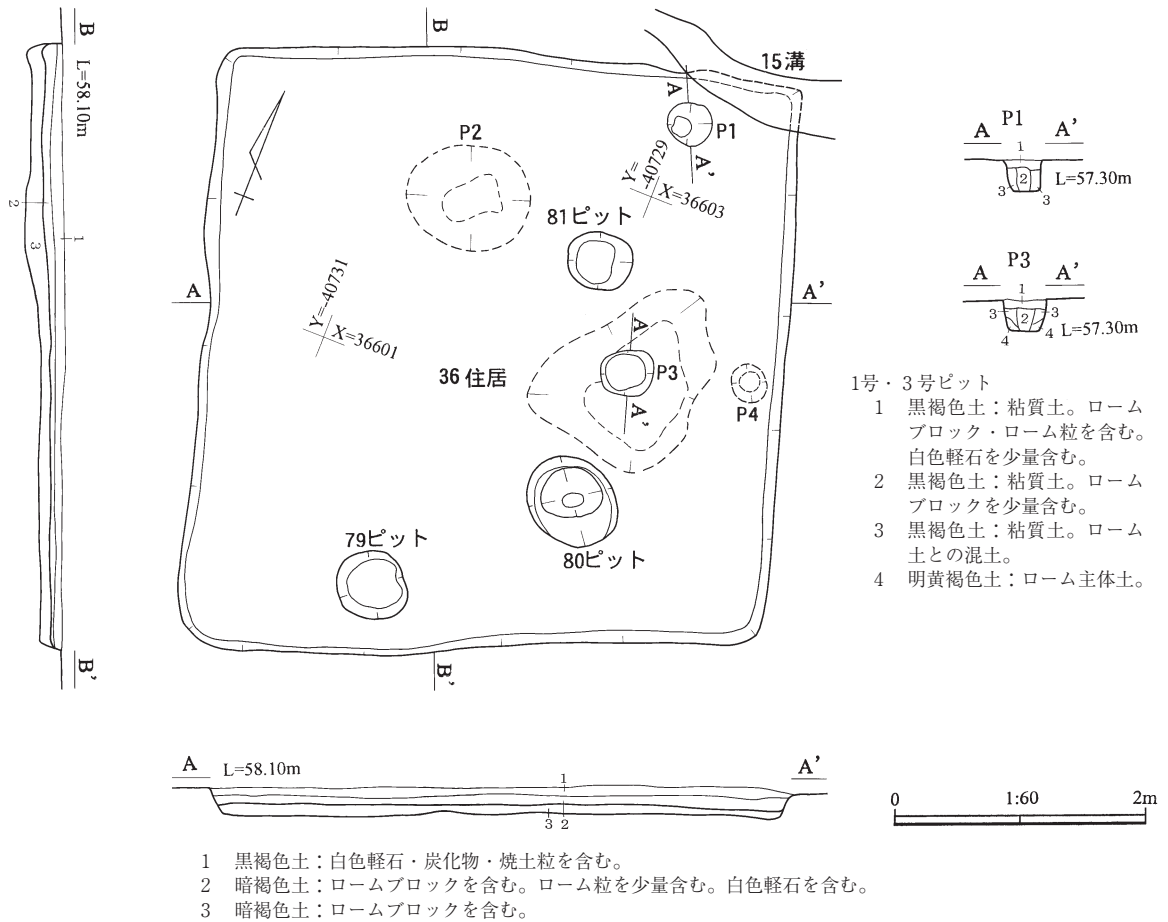 B
L=58.10m
2
3
1
B'
B
15溝
A
P1
A'
P2
Y=-40729
X=36603
81ピット
A
A'
Y=-40731
X=36601
36住居
A
P3
A'
P4
79ピット
80ピット
B'
P1
A A'
1
2
3 3
L=57.30m
P3
A A'
1
3 2 3
4 4
L=57.30m
1号・3号ピット
1 黒褐色土:粘質土。ローム
ブロック・ローム粒を含む。
白色軽石を少量含む。
2 黒褐色土:粘質土。ローム
ブロックを少量含む。
3 黒褐色土:粘質土。ローム
土との混土。
4 明黄褐色土:ローム主体土。
A L=58.10m A'
1
3 2
0 1:60 2m
1 黒褐色土:白色軽石・炭化物・焼土粒を含む。
2 暗褐色土:ロームブロックを含む。ローム粒を少量含む。白色軽石を含む。
3 暗褐色土:ロームブロックを含む。